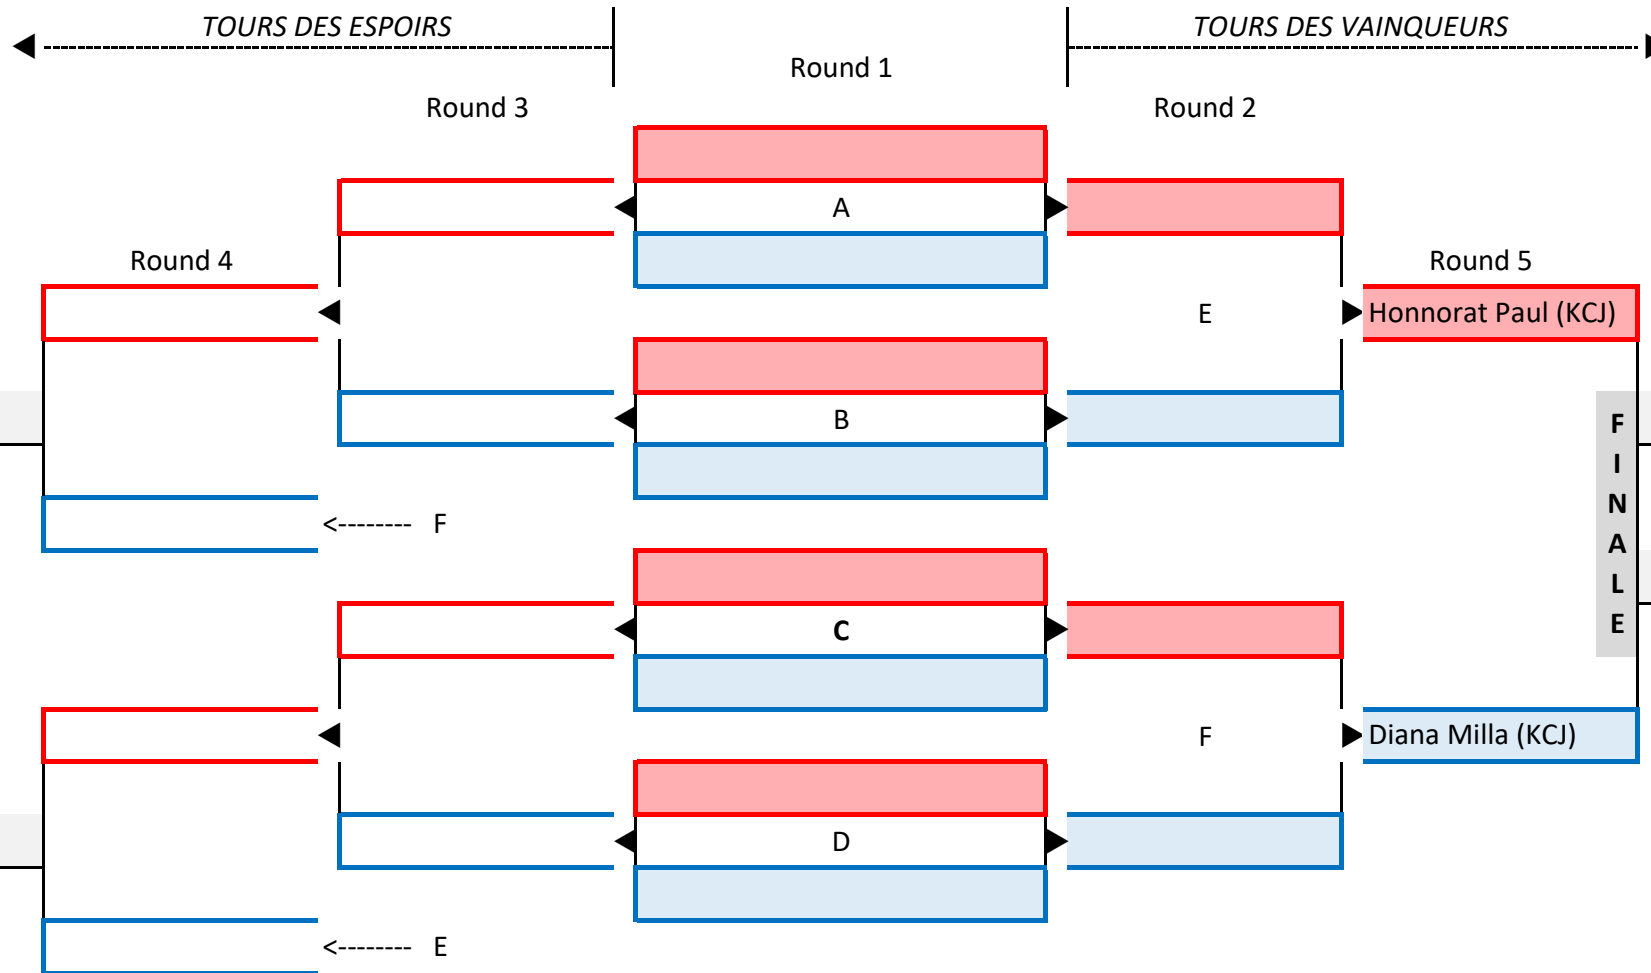 TOURS DES ESPOIRS
TOURS DES VAINQUEURS
Round 1
Round 3
Round 2
A
Round 4
Round 5
E
Honnorat Paul (KCJ)
B
F
I
N
A
L
E
<-------- F
C
F
Diana Milla (KCJ)
D
<-------- E